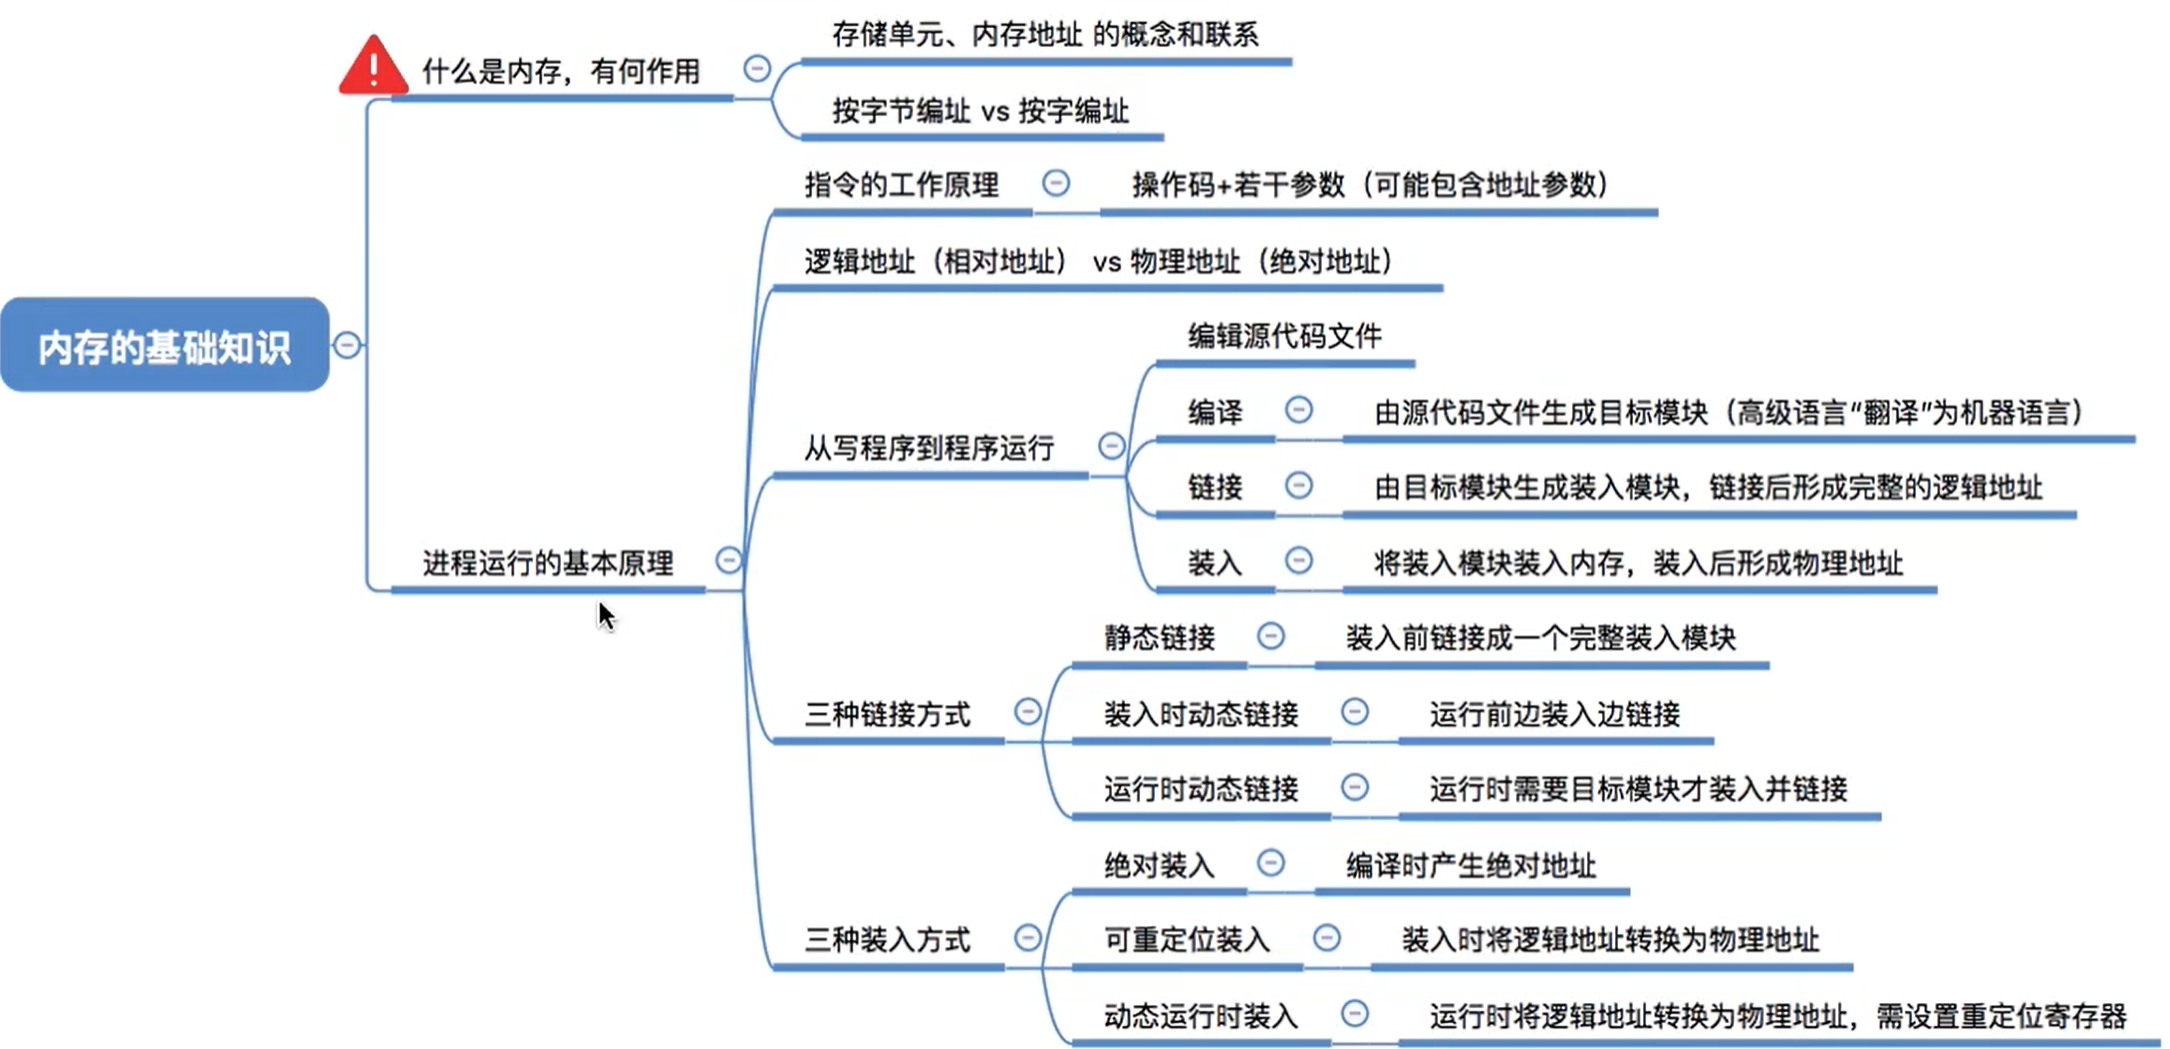 存储单元、内存地址 的概念和联系
什么是内存，有何作用
按字节编址 vs 按字编址
指令的工作原理
操作码+若干参数（可能包含地址参数）
逻辑地址（相对地址） vs 物理地址（绝对地址）
内存的基础知识
编辑源代码文件
编译
由源代码文件生成目标模块（高级语言“翻译”为机器语言）
从写程序到程序运行
链接
由目标模块生成装入模块，链接后形成完整的逻辑地址
进程运行的基本原理
装入
将装入模块装入内存，装入后形成物理地址
静态链接
装入前链接成一个完整装入模块
三种链接方式
装入时动态链接
运行前边装入边链接
运行时动态链接
运行时需要目标模块才装入并链接
绝对装入
编译时产生绝对地址
三种装入方式
可重定位装入
装入时将逻辑地址转换为物理地址
动态运行时装入
运行时将逻辑地址转换为物理地址，需设置重定位寄存器